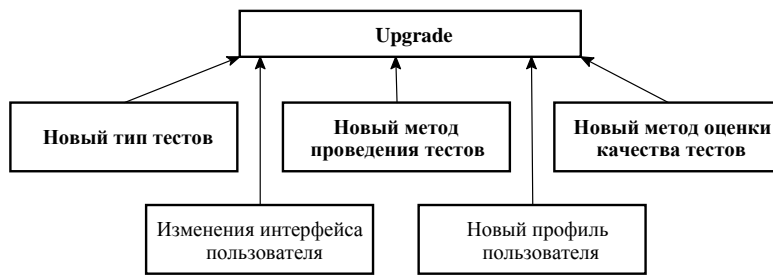 Upgrade
Новый тип тестов
Новый метод
проведения тестов
Новый метод оценки
качества тестов
Изменения интерфейса
пользователя
Новый профиль
пользователя